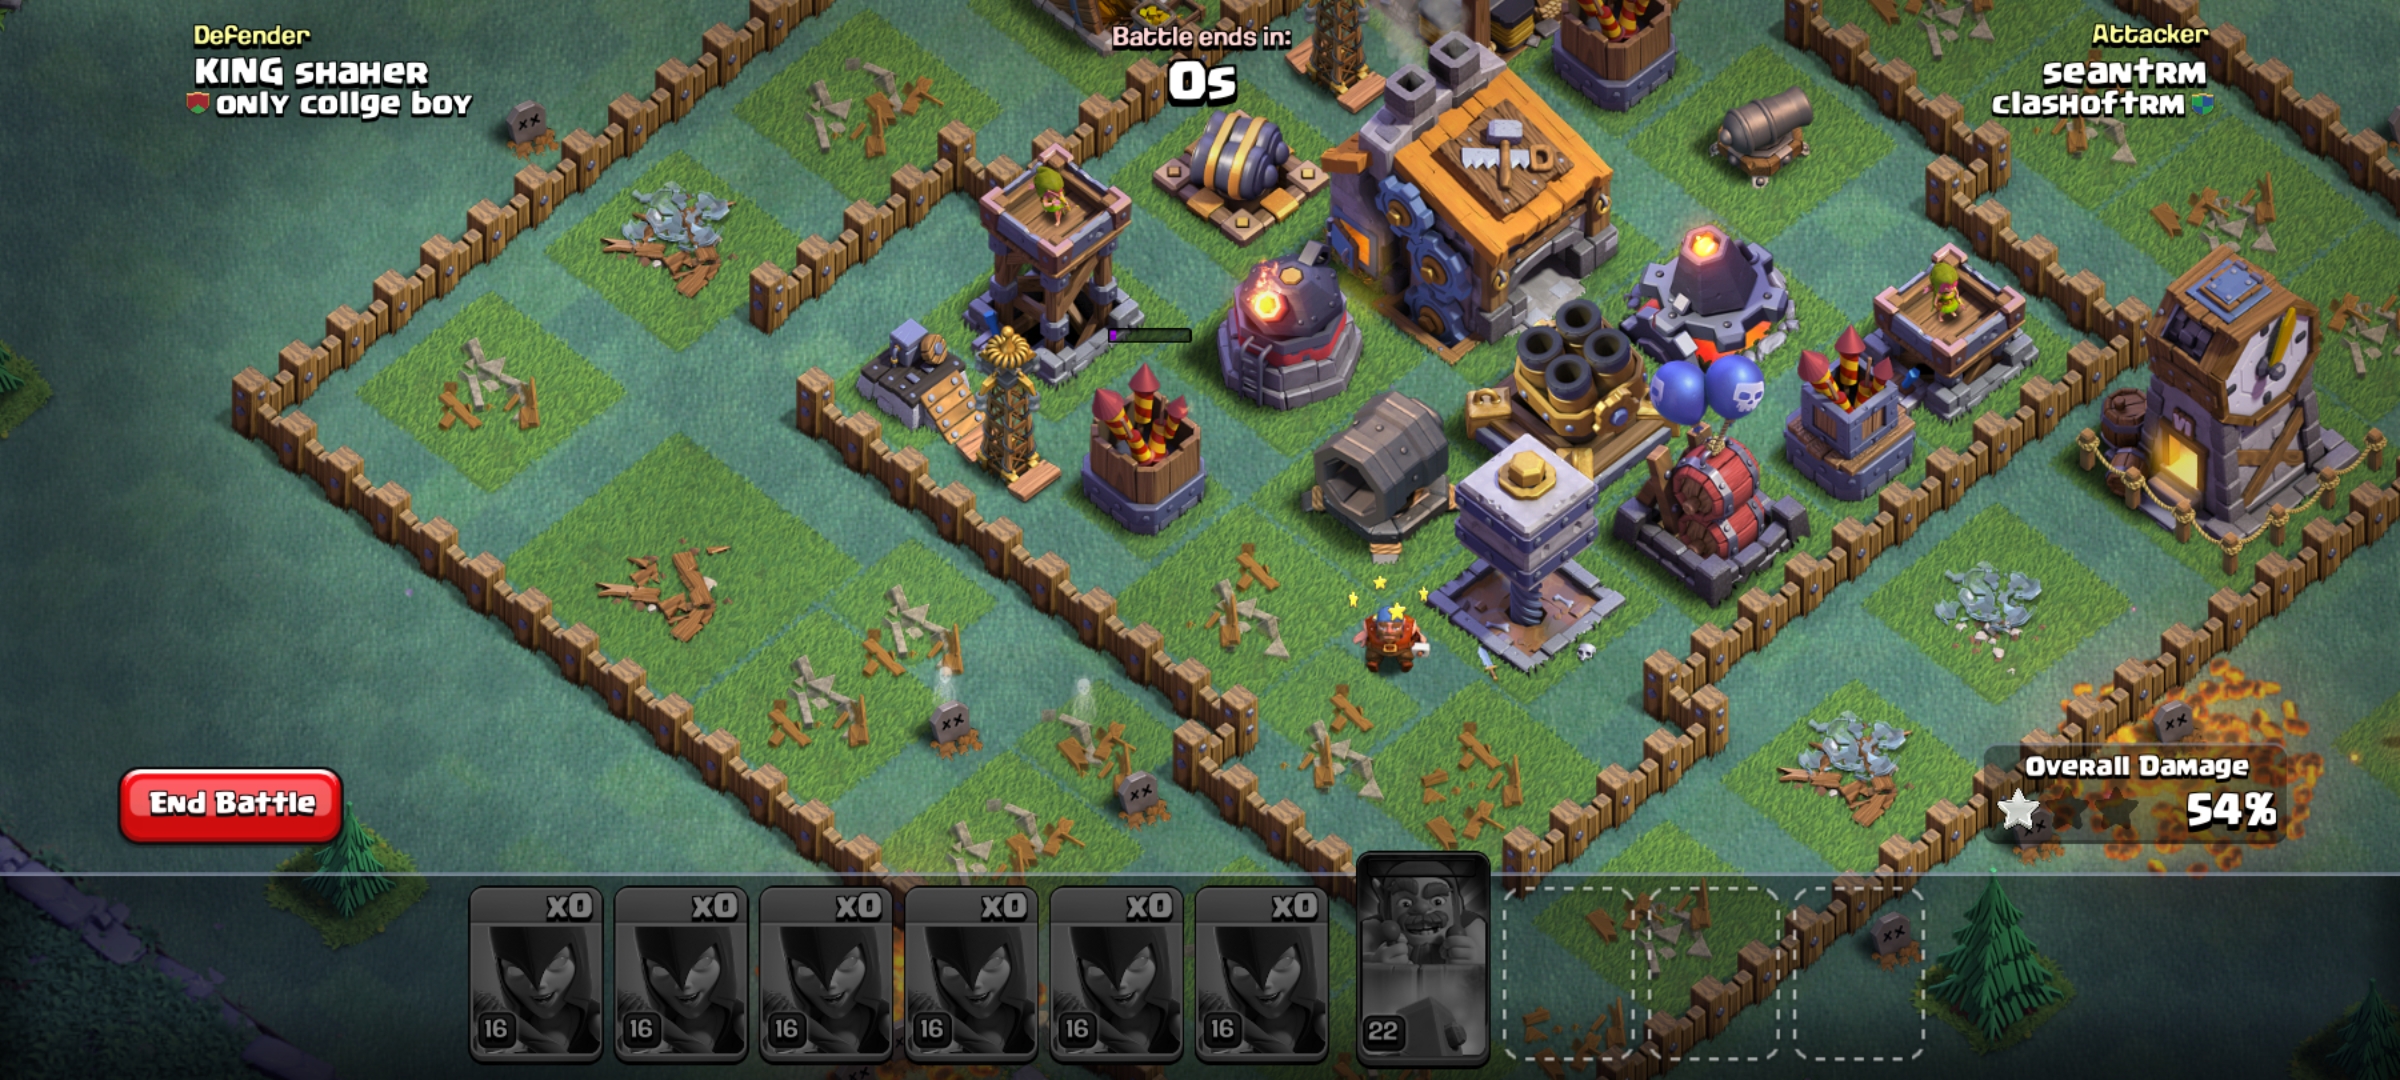 Defender
KING SHAHER
ONLY COLLGE BOY
Battle ends in:
0s
Attacker
seantRM
clashoftRM
VI
End Battle
Overall Damage
54%
x0 x0 x0 x0 x0 x0
16 16 16 16 16 16 22